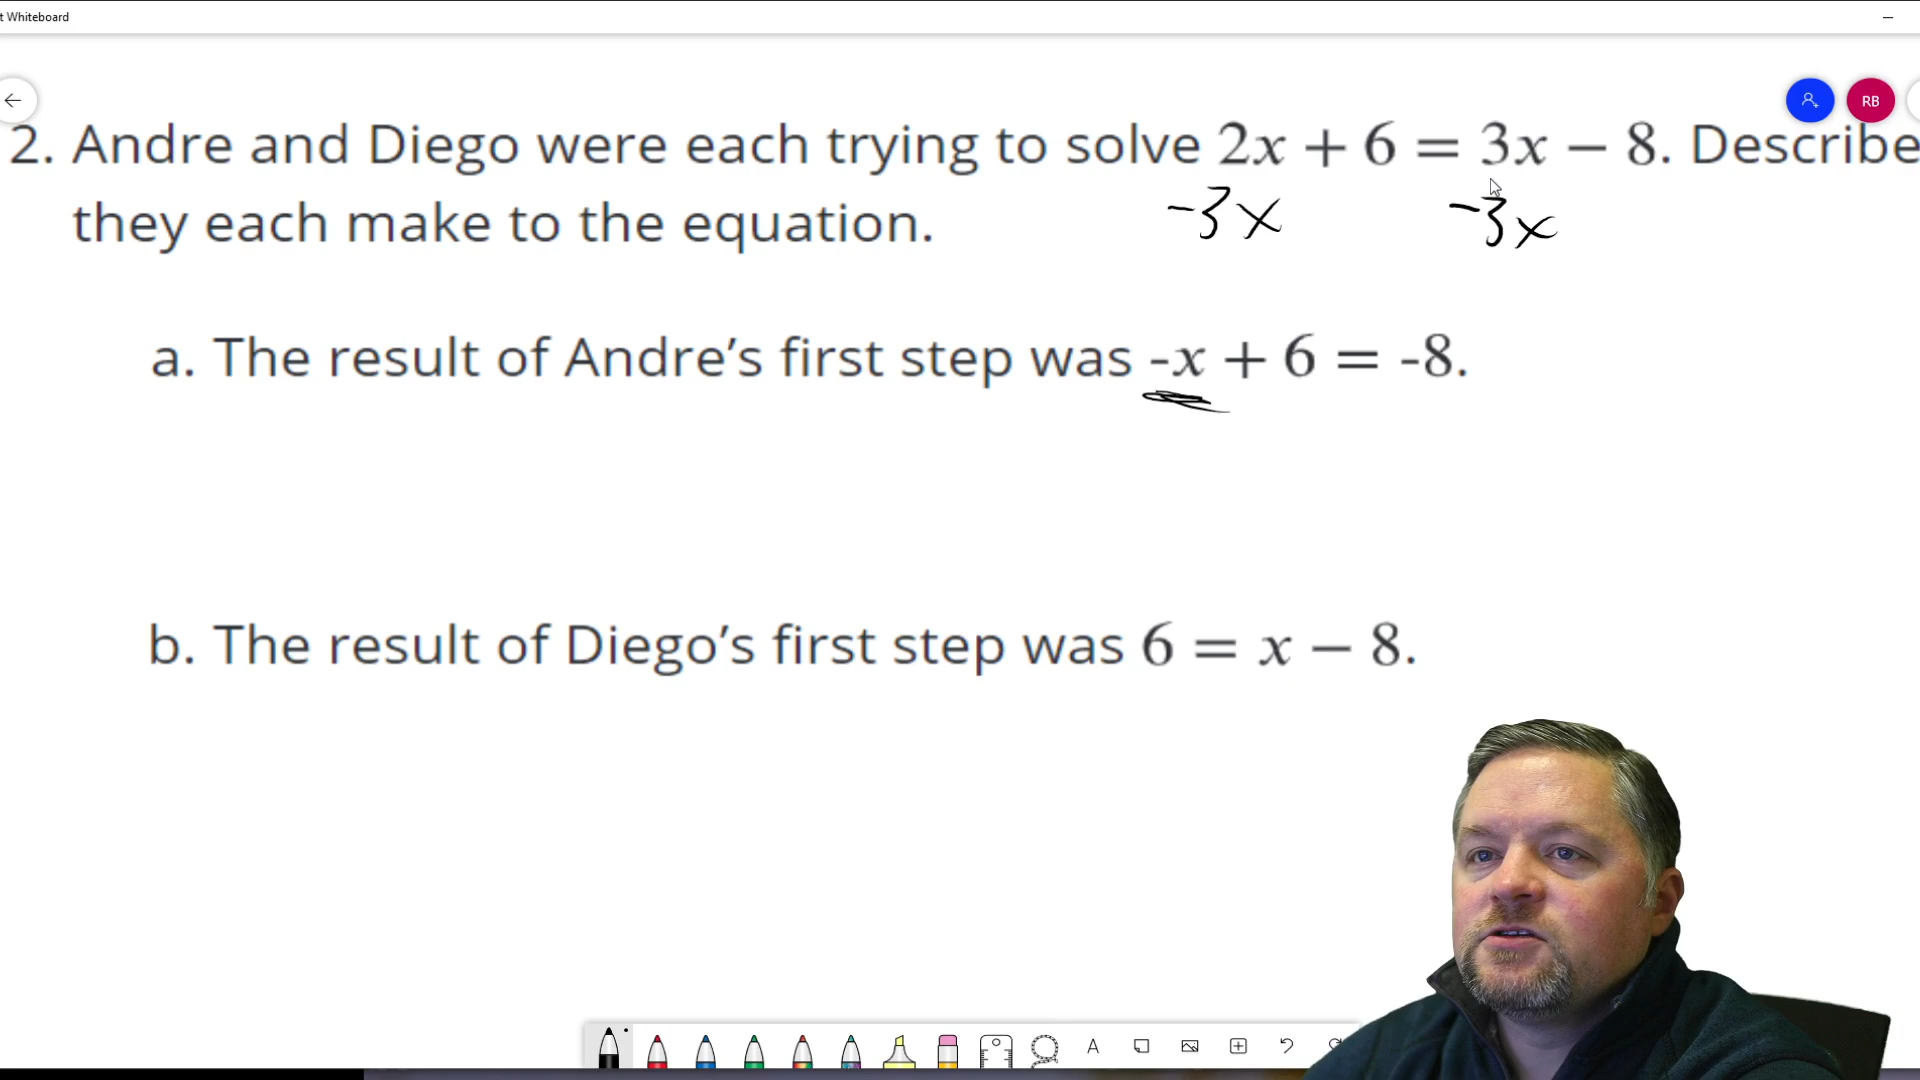 t Whiteboard
RB
2. Andre and Diego were each trying to solve 2x + 6 = 3x − 8. Describe
-3x -3x
they each make to the equation.
a. The result of Andre’s first step was -x + 6 = -8.
b. The result of Diego’s first step was 6 = x − 8.
A